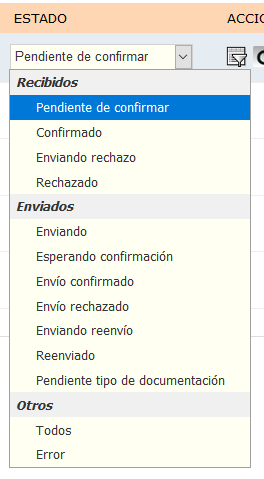 ESTADO ACCIO
Pendiente de confirmar
Recibidos
Pendiente de confirmar
Confirmado
Enviando rechazo
Rechazado
Enviados
Enviando
Esperando confirmación
Envío confirmado
Envío rechazado
Enviando reenvío
Reenviado
Pendiente tipo de documentación
Otros
Todos
Error